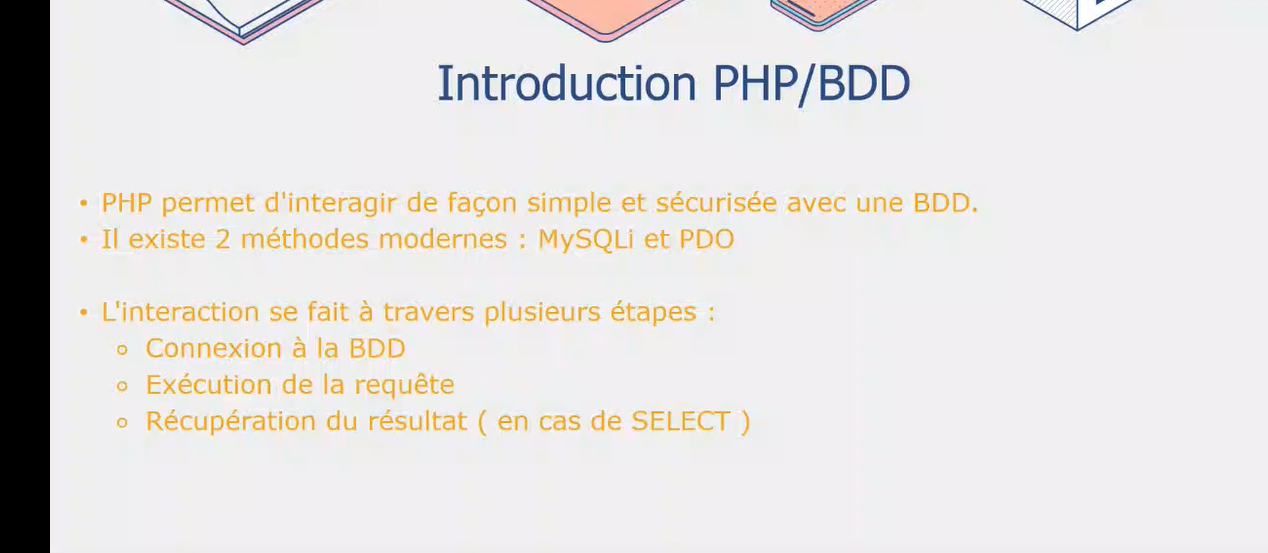 Introduction PHP/BDD
• PHP permet d'interagir de façon simple et sécurisée avec une BDD.
• Il existe 2 méthodes modernes : MySQLi et PDO
• L'interaction se fait à travers plusieurs étapes :
o Connexion à la BDD
o Exécution de la requête
o Récupération du résultat ( en cas de SELECT )